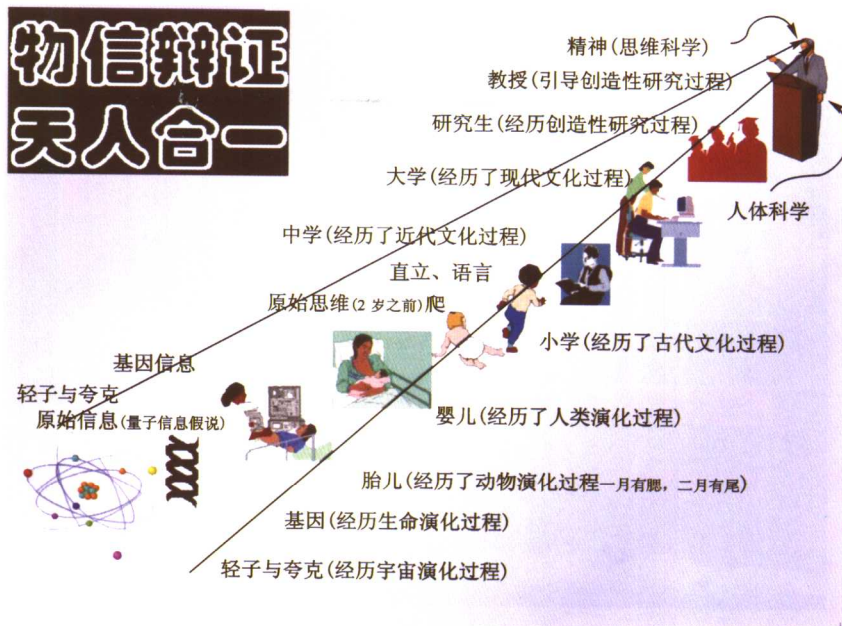 物信辩证
天人合一
精神(思维科学)
教授(引导创造性研究过程)
研究生(经历创造性研究过程)
大学(经历了现代文化过程)
人体科学
中学(经历了近代文化过程)
直立、语言
原始思维(2 岁之前)爬
小学(经历了古代文化过程)
基因信息
轻子与夸克
原始信息(量子信息假说)
婴儿(经历了人类演化过程)
胎儿(经历了动物演化过程一月有腮，二月有尾)
基因(经历生命演化过程)
轻子与夸克(经历宇宙演化过程)